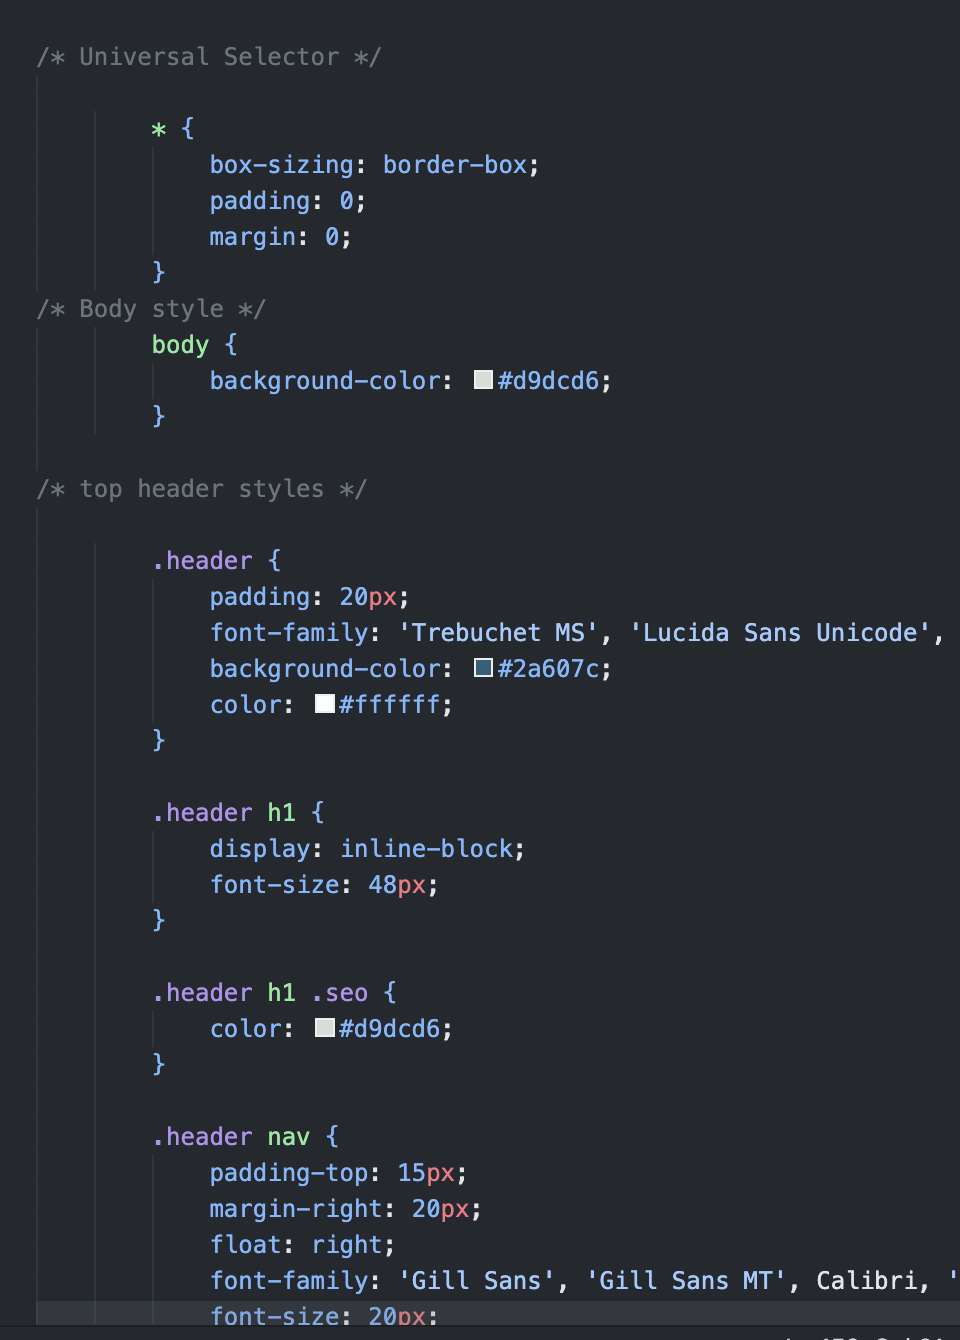 /* Universal Selector */
* {
box-sizing: border-box;
padding: 0;
margin: 0;
}
/* Body style */
body {
background-color: #d9dcd6;
}
/* top header styles */
.header {
padding: 20px;
font-family: 'Trebuchet MS', 'Lucida Sans Unicode',
background-color: #2a607c;
color: #ffffff;
}
.header h1 {
display: inline-block;
font-size: 48px;
}
.header h1 .seo {
color: #d9dcd6;
}
.header nav {
padding-top: 15px;
margin-right: 20px;
float: right;
font-family: 'Gill Sans', 'Gill Sans MT', Calibri, '
font-size: 20px;